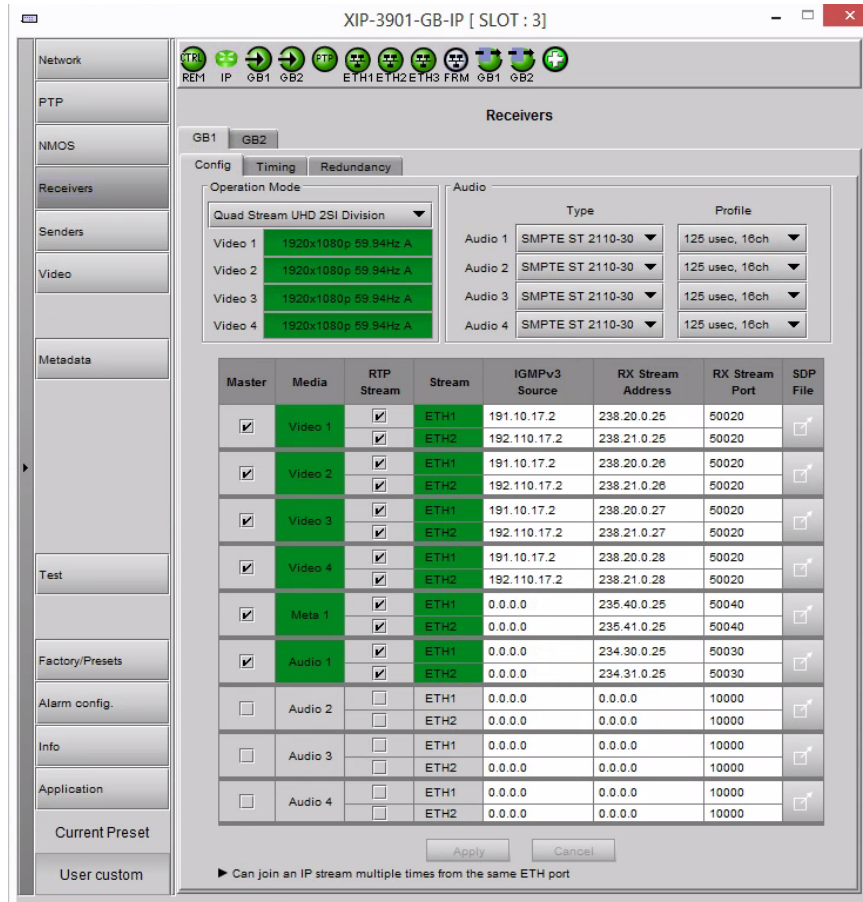 XIP-3901-GB-IP [ SLOT : 3]
Network
PTP
NMOS
Receivers
Senders
Video
Metadata
Test
Factory/Presets
Alarm config.
Info
Application
Current Preset
User custom
CTRL PTP
REM IP GB1 GB2 ETH1 ETH2 ETH3 FRM GB1 GB2
Receivers
GB1 GB2
Config Timing Redundancy
Operation Mode
Quad Stream UHD 2SI Division
Video 1 1920x1080p 59.94Hz A
Video 2 1920x1080p 59.94Hz A
Video 3 1920x1080p 59.94Hz A
Video 4 1920x1080p 59.94Hz A
Audio
Type Profile
Audio 1 SMPTE ST 2110-30 125 usec, 16ch
Audio 2 SMPTE ST 2110-30 125 usec, 16ch
Audio 3 SMPTE ST 2110-30 125 usec, 16ch
Audio 4 SMPTE ST 2110-30 125 usec, 16ch
Master Media RTP Stream Stream IGMPv3 Source RX Stream Address RX Stream Port SDP File
Video 1 ETH1 191.10.17.2 238.20.0.25 50020
ETH2 192.110.17.2 238.21.0.25 50020
Video 2 ETH1 191.10.17.2 238.20.0.26 50020
ETH2 192.110.17.2 238.21.0.26 50020
Video 3 ETH1 191.10.17.2 238.20.0.27 50020
ETH2 192.110.17.2 238.21.0.27 50020
Video 4 ETH1 191.10.17.2 238.20.0.28 50020
ETH2 192.110.17.2 238.21.0.28 50020
Meta 1 ETH1 0.0.0.0 235.40.0.25 50040
ETH2 0.0.0.0 235.41.0.25 50040
Audio 1 ETH1 0.0.0.0 234.30.0.25 50030
ETH2 0.0.0.0 234.31.0.25 50030
Audio 2 ETH1 0.0.0.0 0.0.0.0 10000
ETH2 0.0.0.0 0.0.0.0 10000
Audio 3 ETH1 0.0.0.0 0.0.0.0 10000
ETH2 0.0.0.0 0.0.0.0 10000
Audio 4 ETH1 0.0.0.0 0.0.0.0 10000
ETH2 0.0.0.0 0.0.0.0 10000
Apply Cancel
Can join an IP stream multiple times from the same ETH port